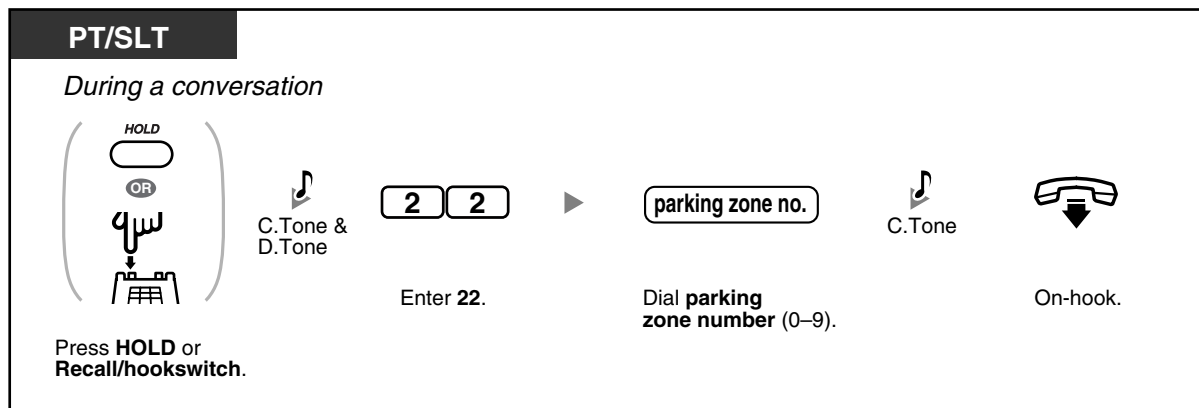 PT/SLT
During a conversation
HOLD
OR
C.Tone &
D.Tone
2 2
parking zone no.
C.Tone
Press HOLD or
Recall/hookswitch.
Enter 22.
Dial parking
zone number (0–9).
On-hook.